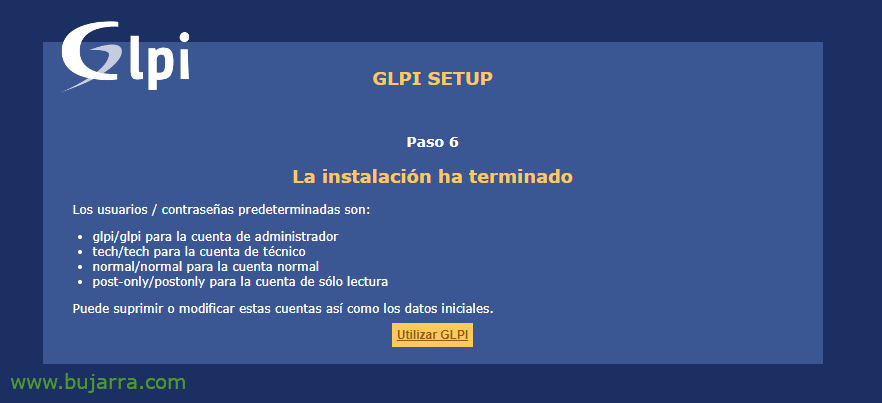 Glpi
GLPI SETUP
Paso 6
La instalación ha terminado
Los usuarios / contraseñas predeterminadas son:
• glpi/glpi para la cuenta de administrador
• tech/tech para la cuenta de técnico
• normal/normal para la cuenta normal
• post-only/postonly para la cuenta de sólo lectura
Puede suprimir o modificar estas cuentas así como los datos iniciales.
Utilizar GLPI
www.bujarra.com